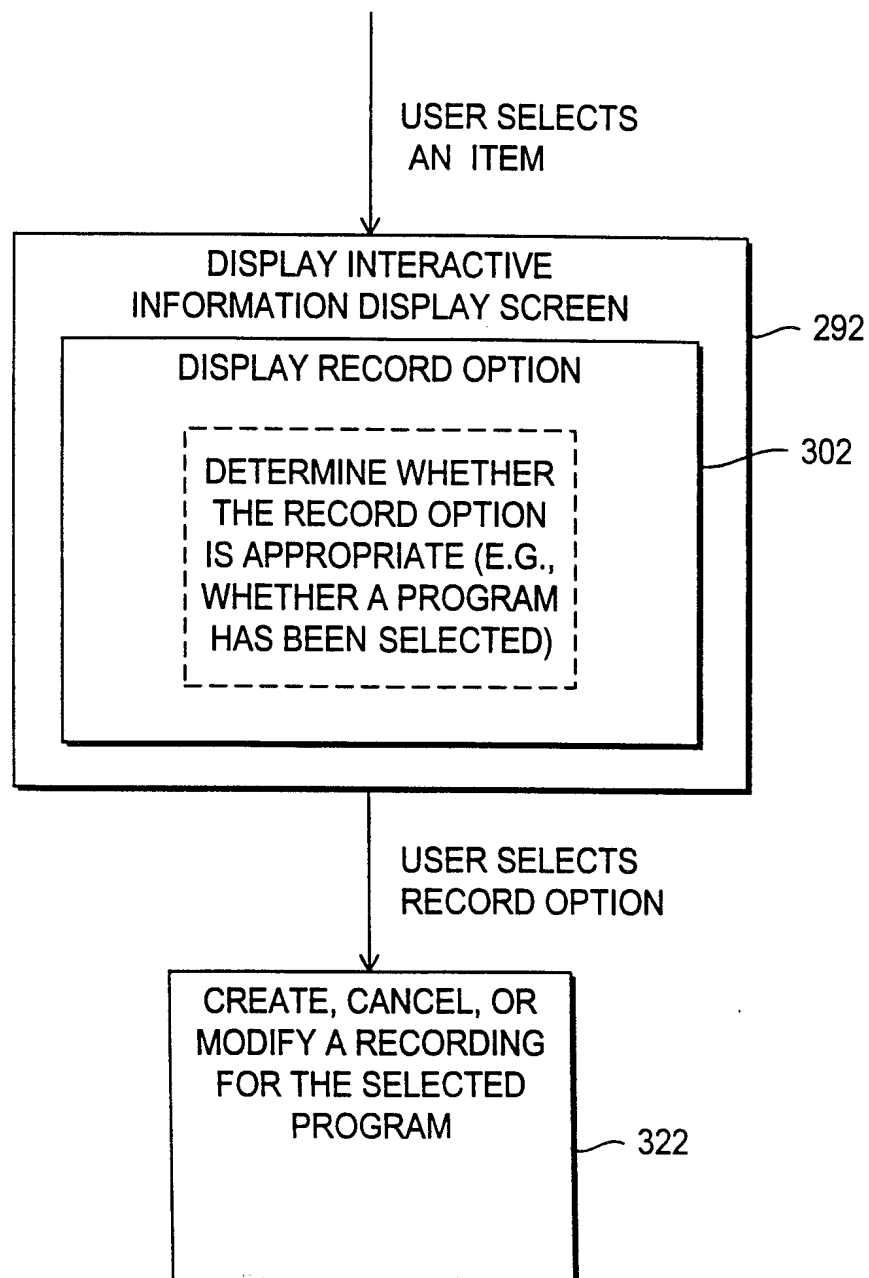 USER SELECTS
AN ITEM
DISPLAY INTERACTIVE
INFORMATION DISPLAY SCREEN
292
DISPLAY RECORD OPTION
302
DETERMINE WHETHER
THE RECORD OPTION
IS APPROPRIATE (E.G.,
WHETHER A PROGRAM
HAS BEEN SELECTED)
USER SELECTS
RECORD OPTION
CREATE, CANCEL, OR
MODIFY A RECORDING
FOR THE SELECTED
PROGRAM
322